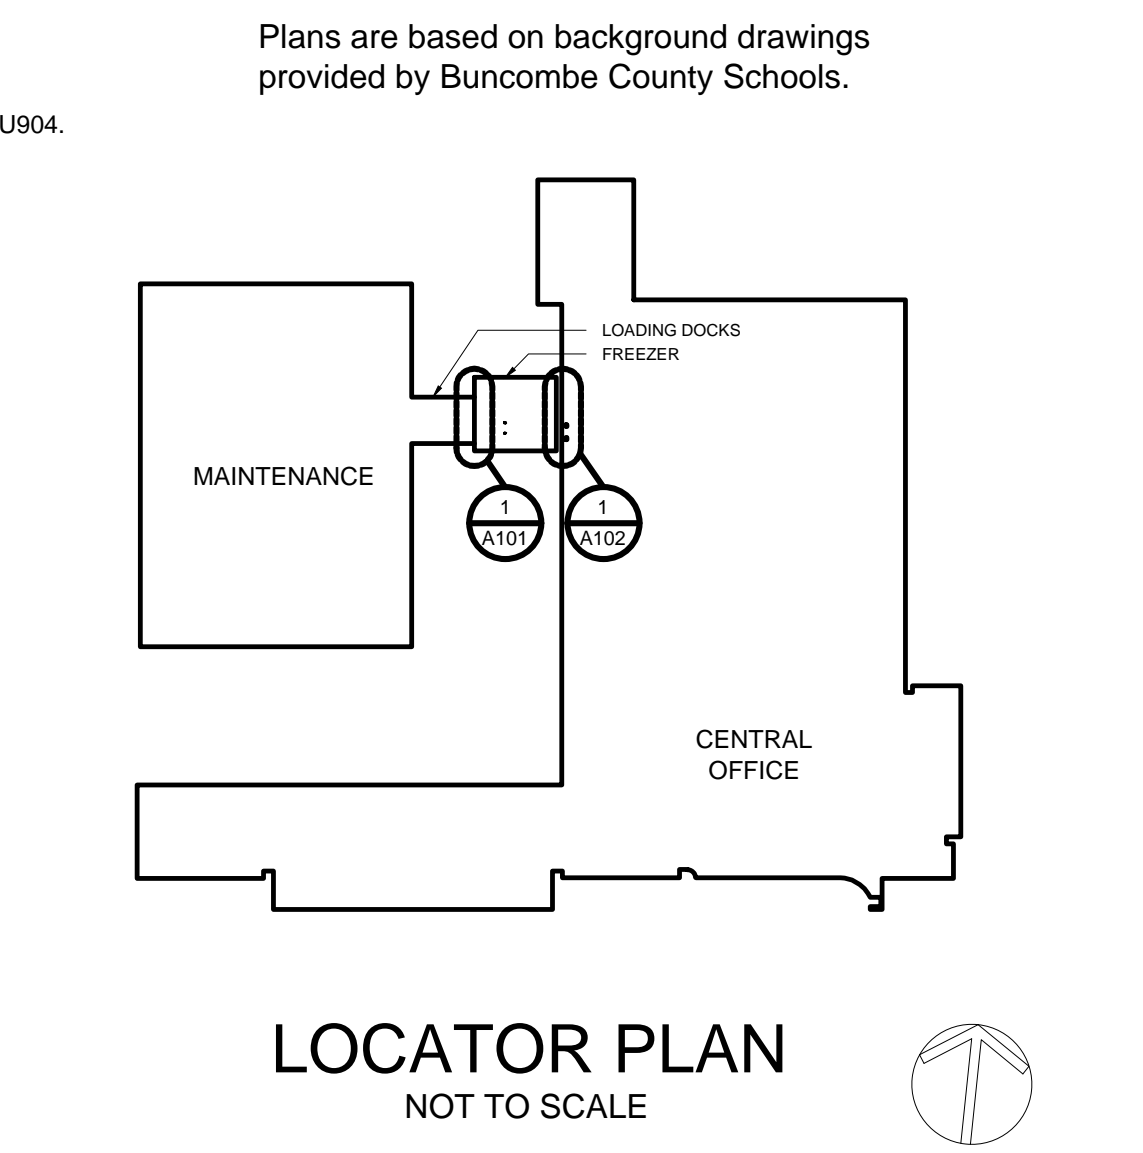 Plans are based on background drawings
provided by Buncombe County Schools.
U904.
LOADING DOCKS
FREEZER
MAINTENANCE
1
A101
1
A102
CENTRAL
OFFICE
LOCATOR PLAN
NOT TO SCALE